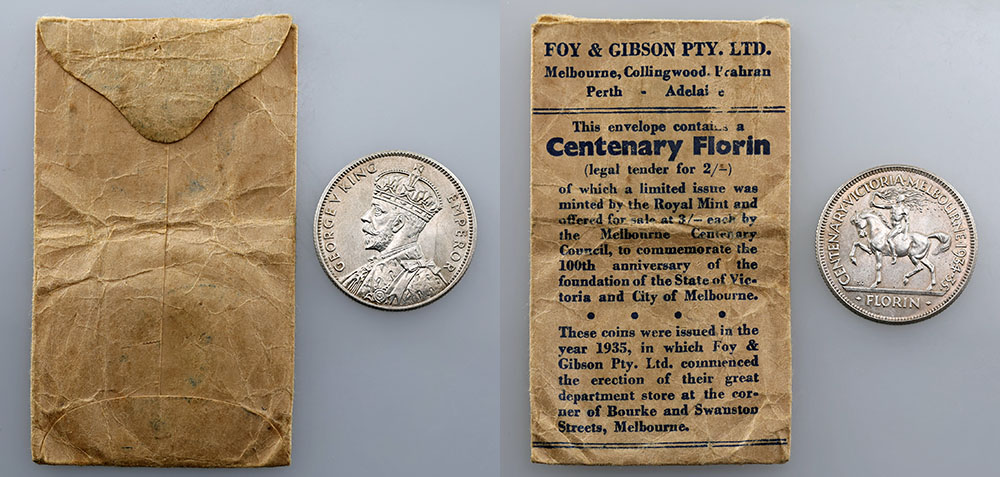 GEORGE V KING EMPEROR
FOY & GIBSON PTY. LTD.
Melbourne, Collingwood, Prahran
Perth - Adelaide
This envelope contains a
Centenary Florin
(legal tender for 2/-)
of which a limited issue was
minted by the Royal Mint and
offered for sale at 3/- each by
the Melbourne Centenary
Council, to commemorate the
100th anniversary of the
foundation of the State of Vic-
toria and City of Melbourne.
These coins were issued in the
year 1935, in which Foy &
Gibson Pty. Ltd. commenced
the erection of their great
department store at the cor-
ner of Bourke and Swanston
Streets, Melbourne.
CENTENARY·VICTORIA·MELBOURNE·1934-35
· FLORIN ·